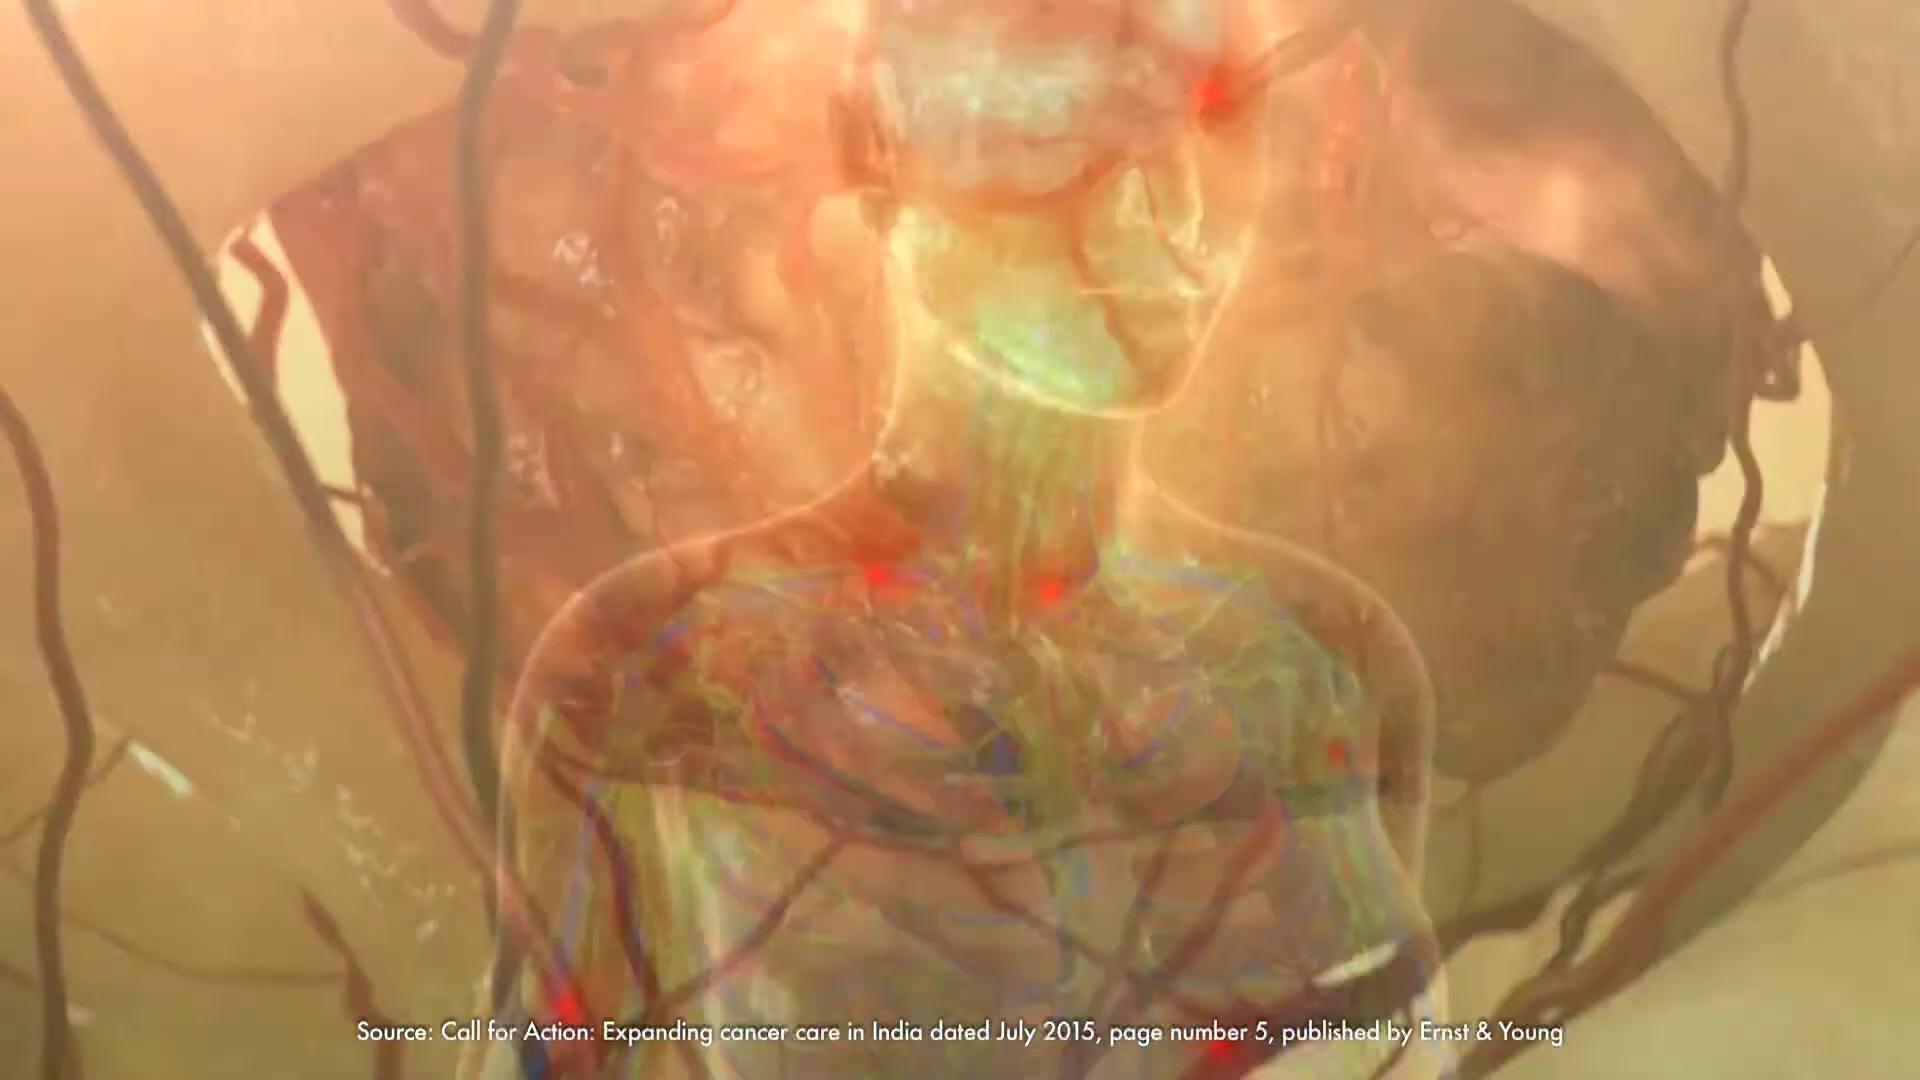 Source: Call for Action: Expanding cancer care in India dated July 2015, page number 5, published by Ernst & Young